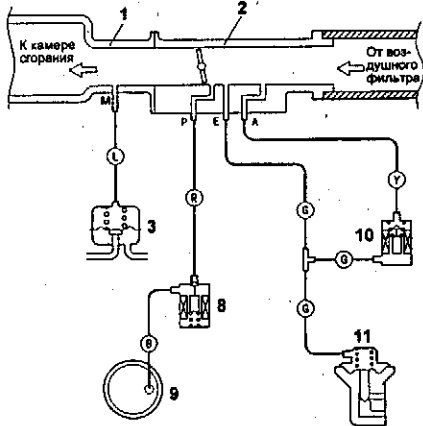 1
2
К камере
сгорания
От воз-
душного
фильтра
M
P
E
A
L
R
G
Y
3
8
10
G
G
B
9
11